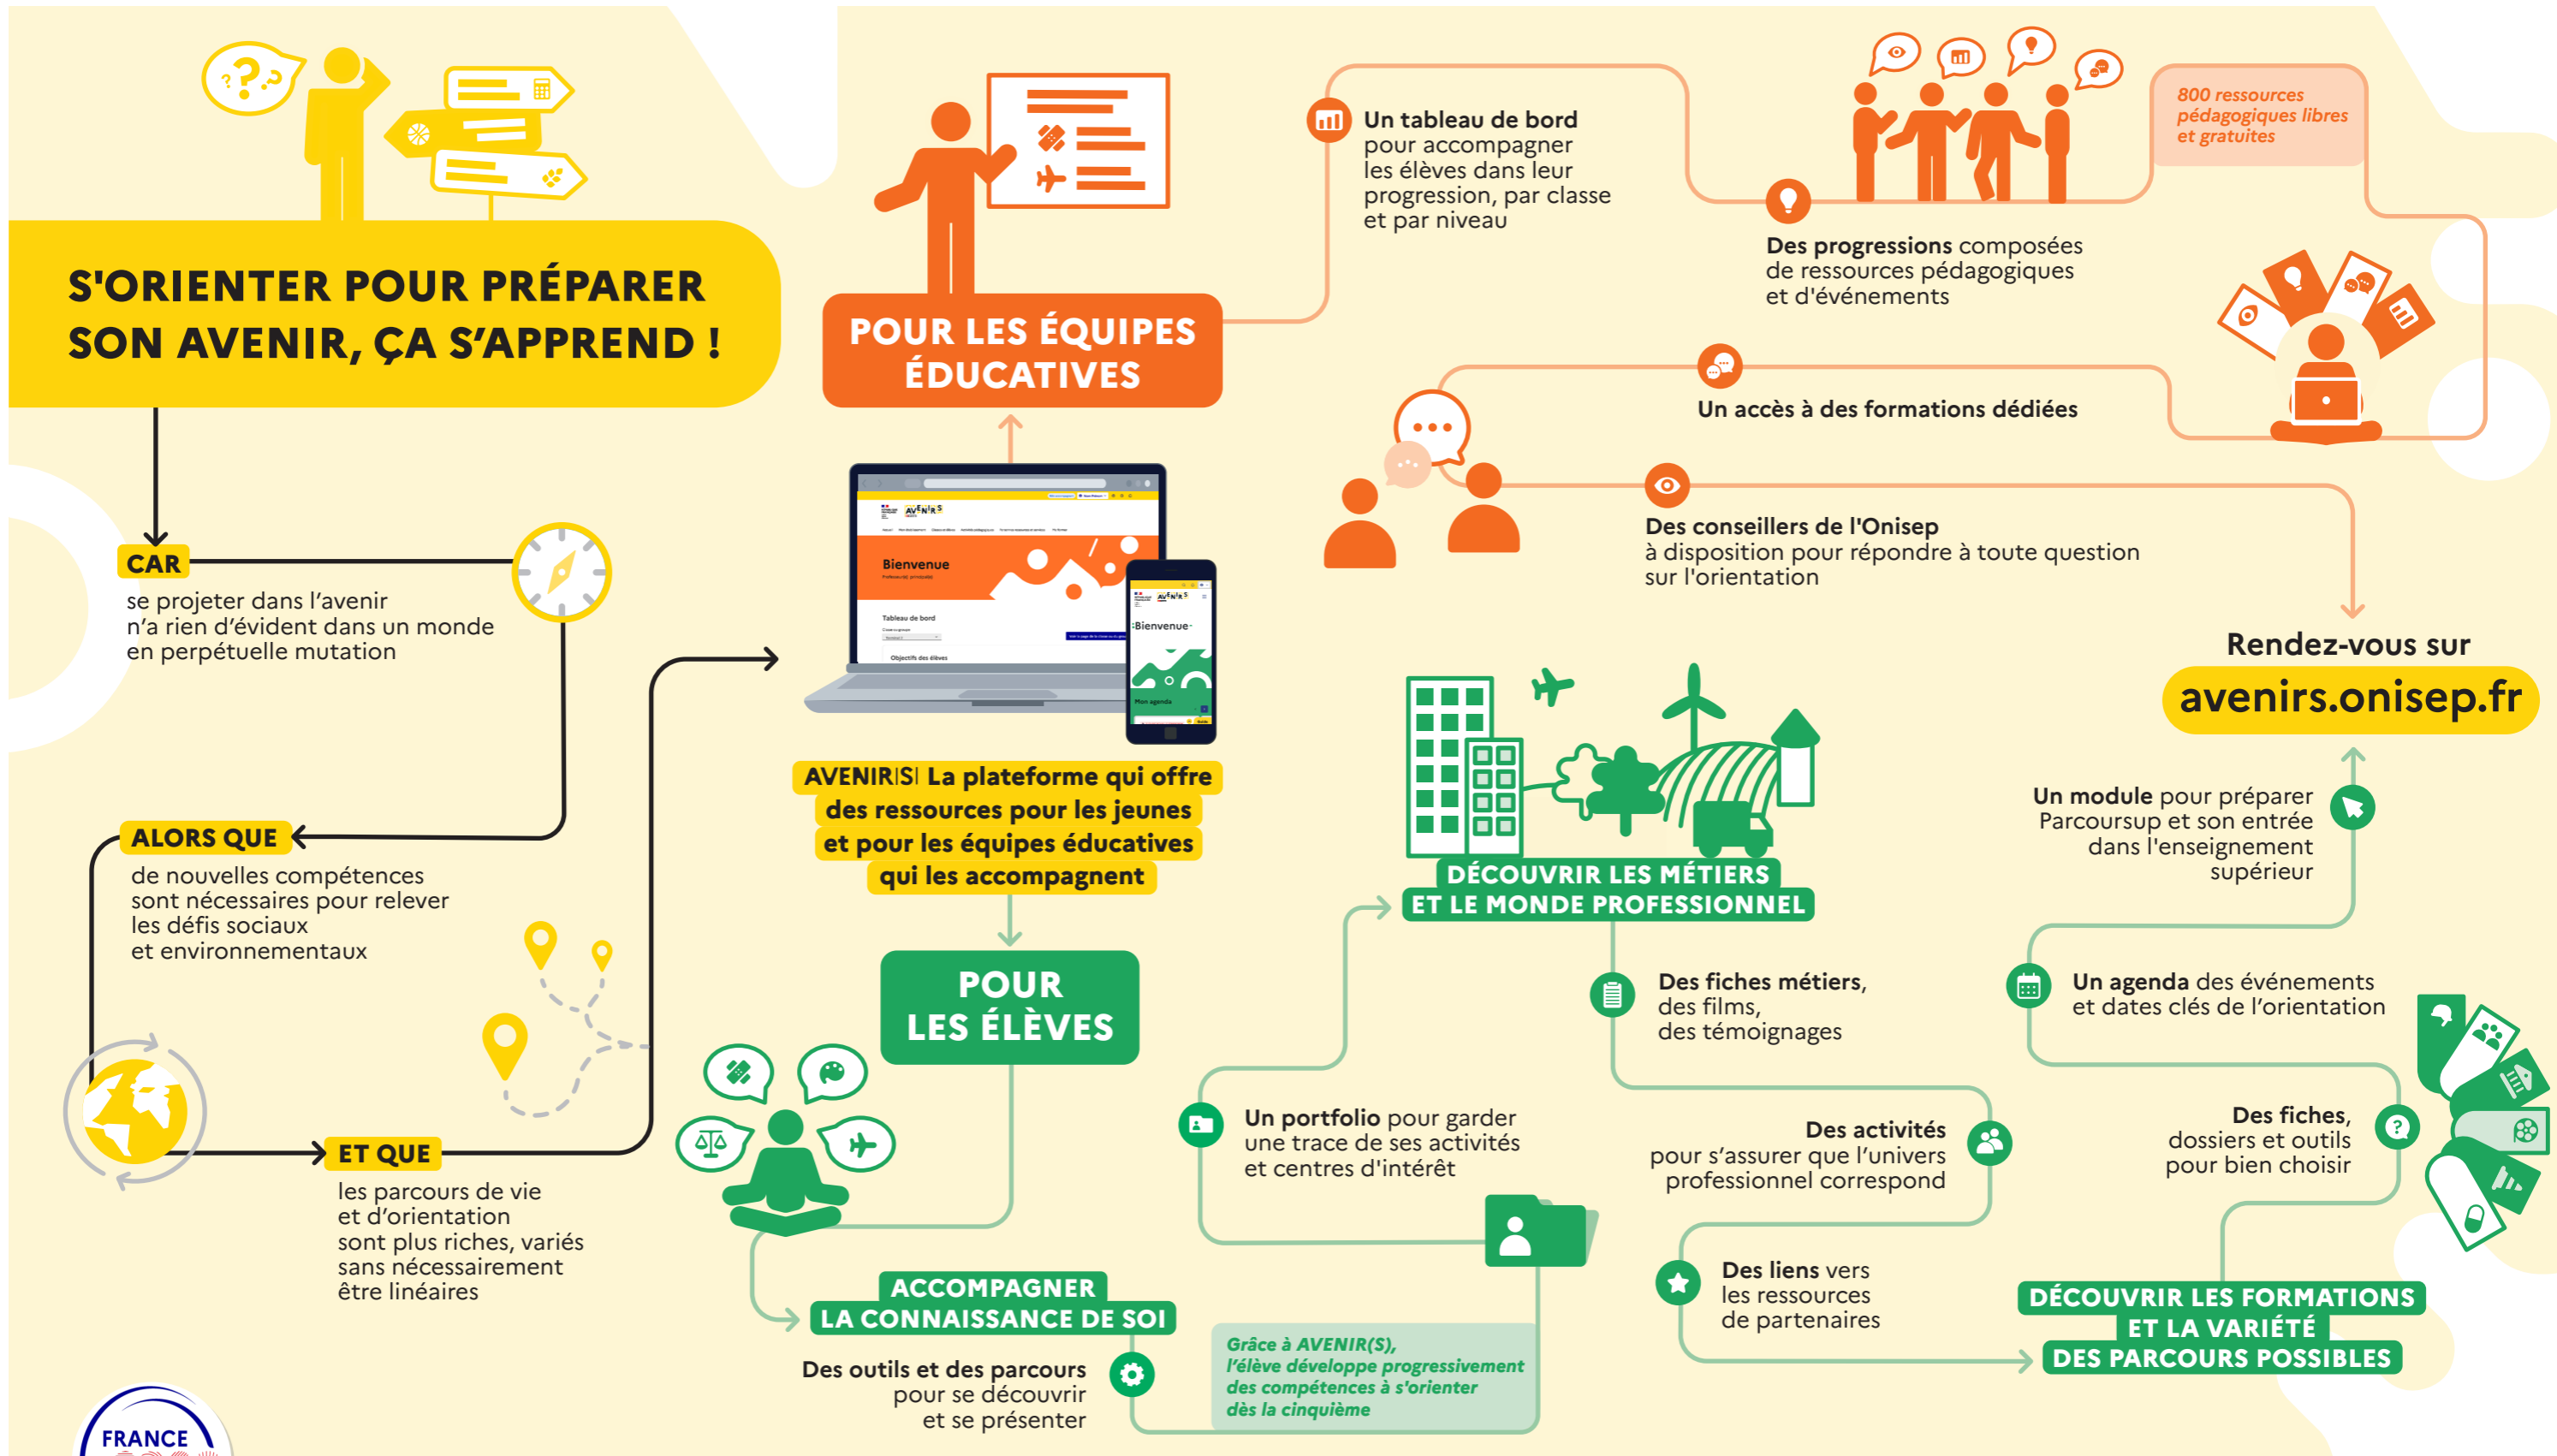 S'ORIENTER POUR PRÉPARER
SON AVENIR, ÇA S’APPREND !
CAR
se projeter dans l’avenir
n’a rien d’évident dans un monde
en perpétuelle mutation
ALORS QUE
de nouvelles compétences
sont nécessaires pour relever
les défis sociaux
et environnementaux
ET QUE
les parcours de vie
et d’orientation
sont plus riches, variés
sans nécessairement
être linéaires
FRANCE
AVENIRS
Bienvenue
Tableau de bord
Objectifs des élèves
AVENIRS
Bienvenue
Mon agenda
AVENIR|S| La plateforme qui offre
des ressources pour les jeunes
et pour les équipes éducatives
qui les accompagnent
POUR LES ÉQUIPES
ÉDUCATIVES
Un tableau de bord
pour accompagner
les élèves dans leur
progression, par classe
et par niveau
Des progressions composées
de ressources pédagogiques
et d'événements
800 ressources
pédagogiques libres
et gratuites
Un accès à des formations dédiées
Des conseillers de l'Onisep
à disposition pour répondre à toute question
sur l'orientation
Rendez-vous sur
avenirs.onisep.fr
POUR
LES ÉLÈVES
ACCOMPAGNER
LA CONNAISSANCE DE SOI
Des outils et des parcours
pour se découvrir
et se présenter
Grâce à AVENIR(S),
l’élève développe progressivement
des compétences à s'orienter
dès la cinquième
Un portfolio pour garder
une trace de ses activités
et centres d'intérêt
DÉCOUVRIR LES MÉTIERS
ET LE MONDE PROFESSIONNEL
Des fiches métiers,
des films,
des témoignages
Des activités
pour s’assurer que l’univers
professionnel correspond
Des liens vers
les ressources
de partenaires
DÉCOUVRIR LES FORMATIONS
ET LA VARIÉTÉ
DES PARCOURS POSSIBLES
Des fiches,
dossiers et outils
pour bien choisir
Un agenda des événements
et dates clés de l’orientation
Un module pour préparer
Parcoursup et son entrée
dans l'enseignement
supérieur